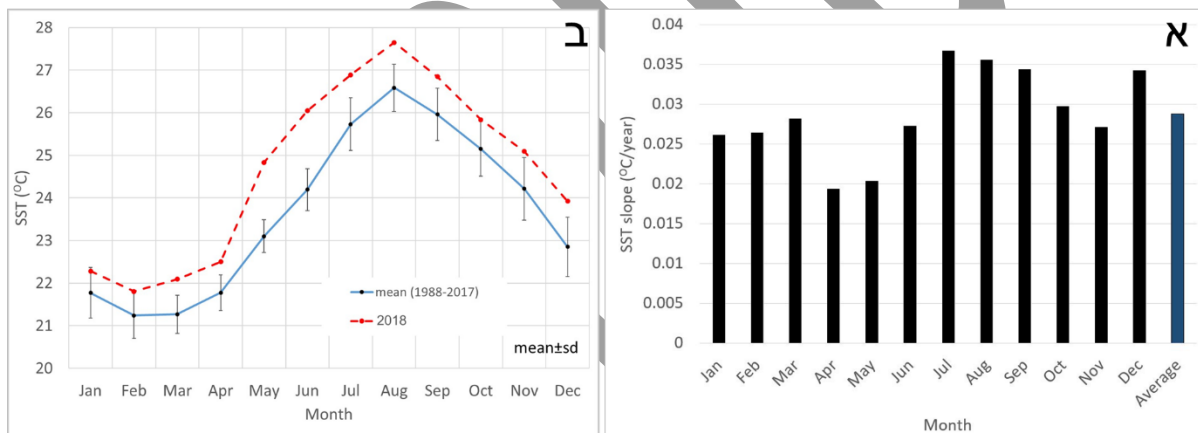 ב
28
27
26
25
24
23
22
21
20
SST (⁰C)
mean (1988-2017)
2018
mean±sd
Jan Feb Mar Apr May Jun Jul Aug Sep Oct Nov Dec
Month
א
0.04
0.035
0.03
0.025
0.02
0.015
0.01
0.005
0
SST slope (⁰C/year)
Jan Feb Mar Apr May Jun Jul Aug Sep Oct Nov Dec Average
Month